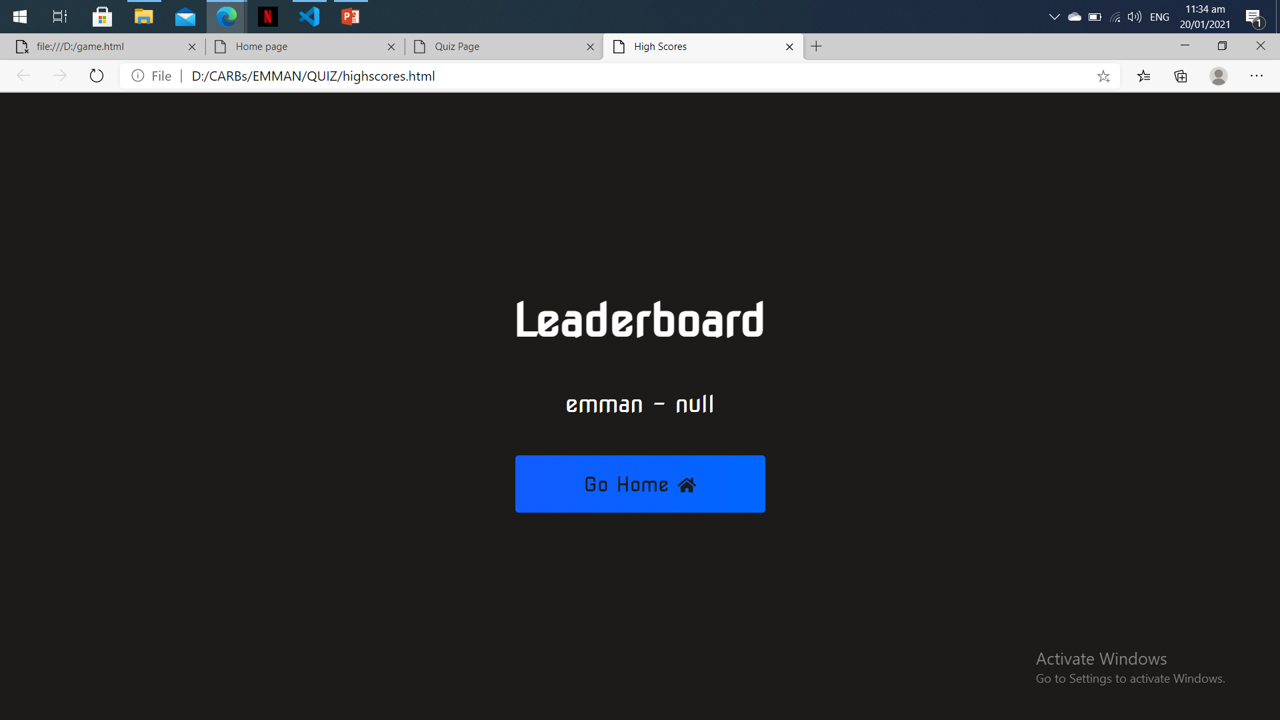 ENG
11:34 am
20/01/2021
1
file:///D:/game.html
Home page
Quiz Page
High Scores
File | D:/CARBs/EMMAN/QUIZ/highscores.html
Leaderboard
emman - null
Go Home
Activate Windows
Go to Settings to activate Windows.